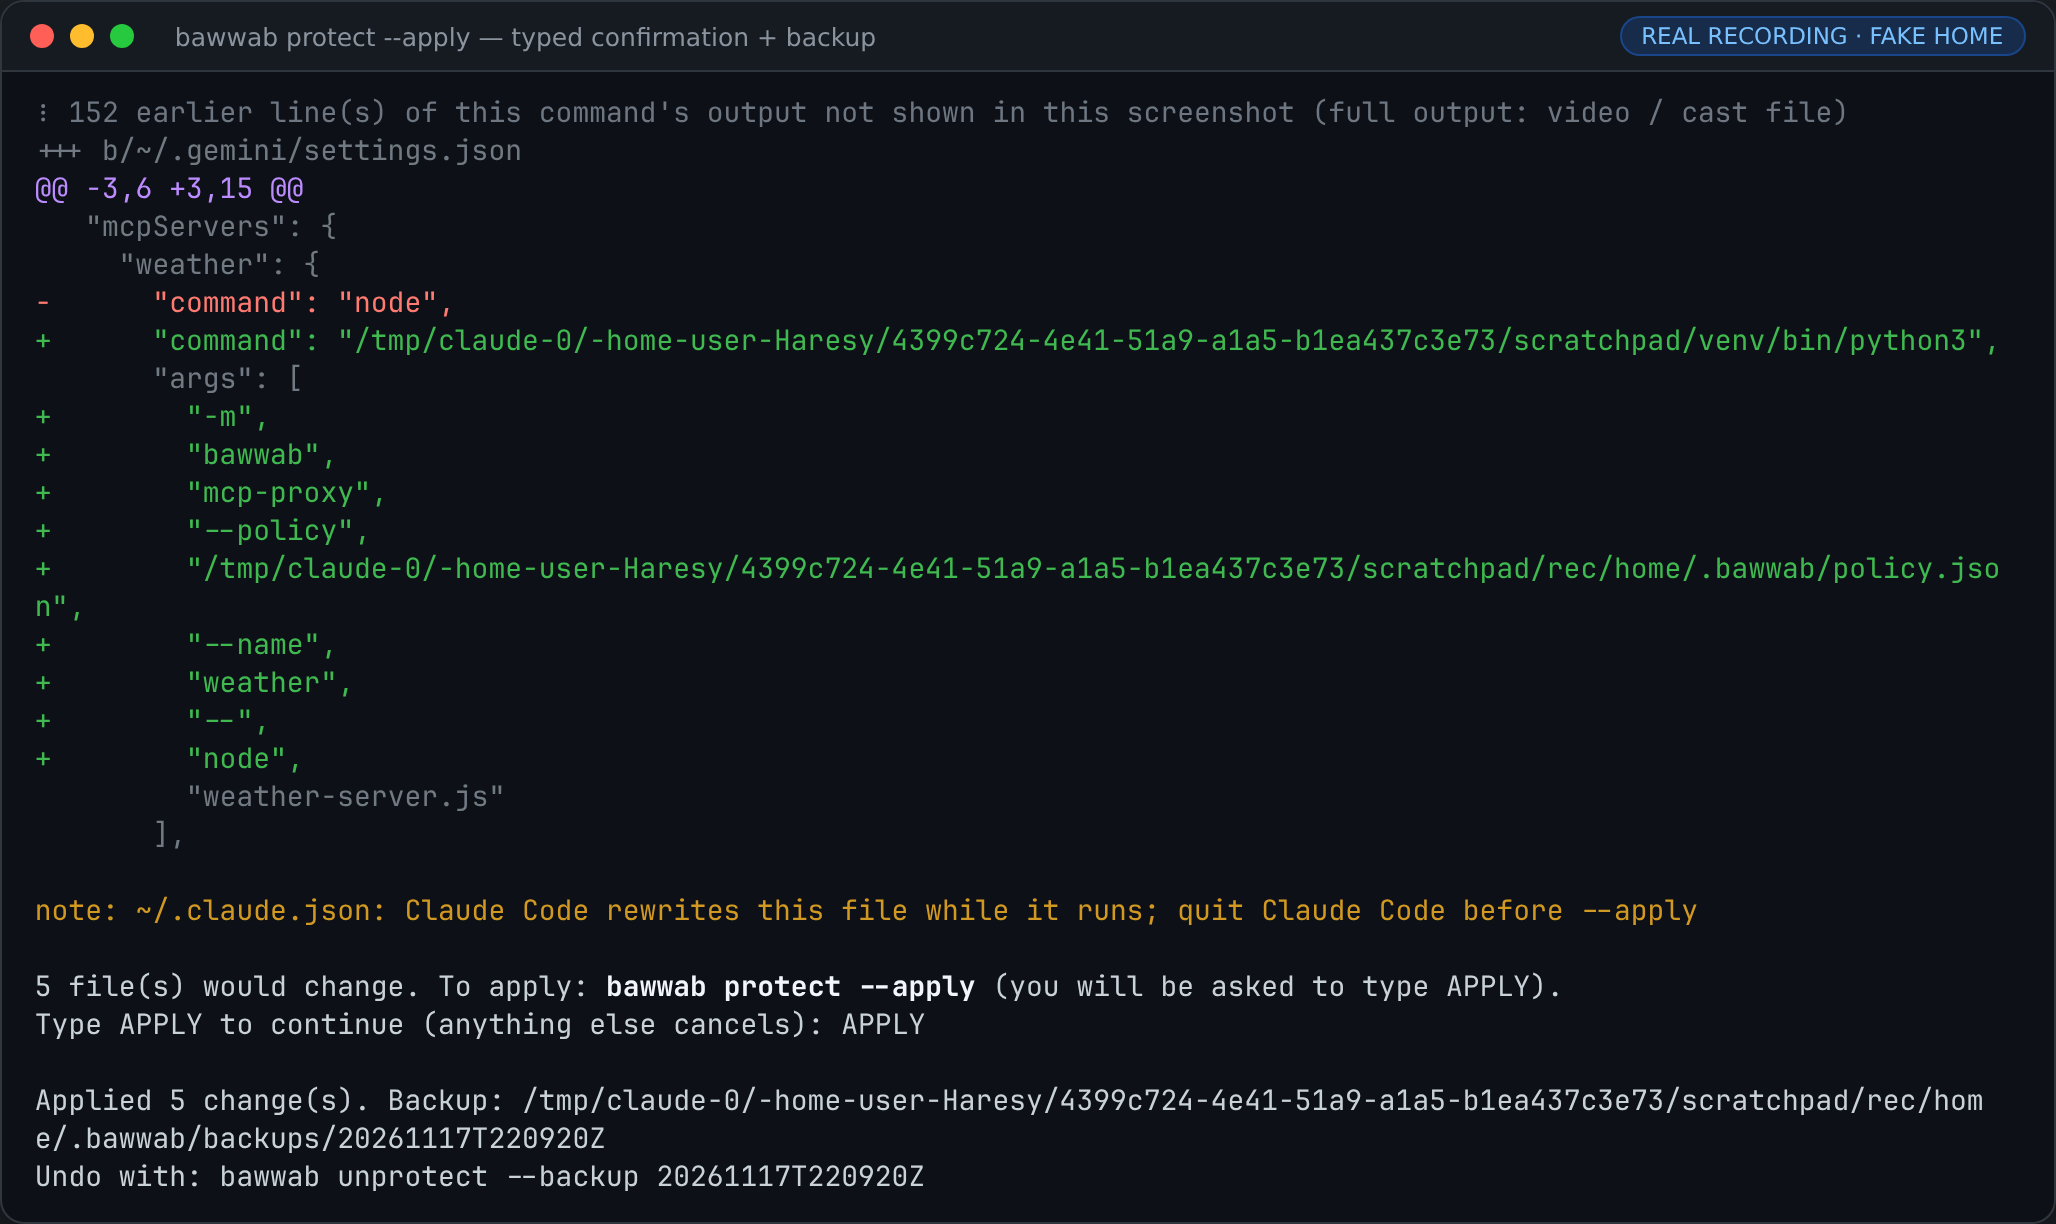 bawwab protect --apply — typed confirmation + backup
REAL RECORDING · FAKE HOME
⋮ 152 earlier line(s) of this command's output not shown in this screenshot (full output: video / cast file)
+++ b/~/.gemini/settings.json
@@ -3,6 +3,15 @@
   "mcpServers": {
     "weather": {
-      "command": "node",
+      "command": "/tmp/claude-0/-home-user-Haresy/4399c724-4e41-51a9-a1a5-b1ea437c3e73/scratchpad/venv/bin/python3",
       "args": [
+        "-m",
+        "bawwab",
+        "mcp-proxy",
+        "--policy",
+        "/tmp/claude-0/-home-user-Haresy/4399c724-4e41-51a9-a1a5-b1ea437c3e73/scratchpad/rec/home/.bawwab/policy.jso
n",
+        "--name",
+        "weather",
+        "--",
+        "node",
         "weather-server.js"
       ],
note: ~/.claude.json: Claude Code rewrites this file while it runs; quit Claude Code before --apply
5 file(s) would change. To apply: bawwab protect --apply (you will be asked to type APPLY).
Type APPLY to continue (anything else cancels): APPLY
Applied 5 change(s). Backup: /tmp/claude-0/-home-user-Haresy/4399c724-4e41-51a9-a1a5-b1ea437c3e73/scratchpad/rec/hom
e/.bawwab/backups/20261117T220920Z
Undo with: bawwab unprotect --backup 20261117T220920Z